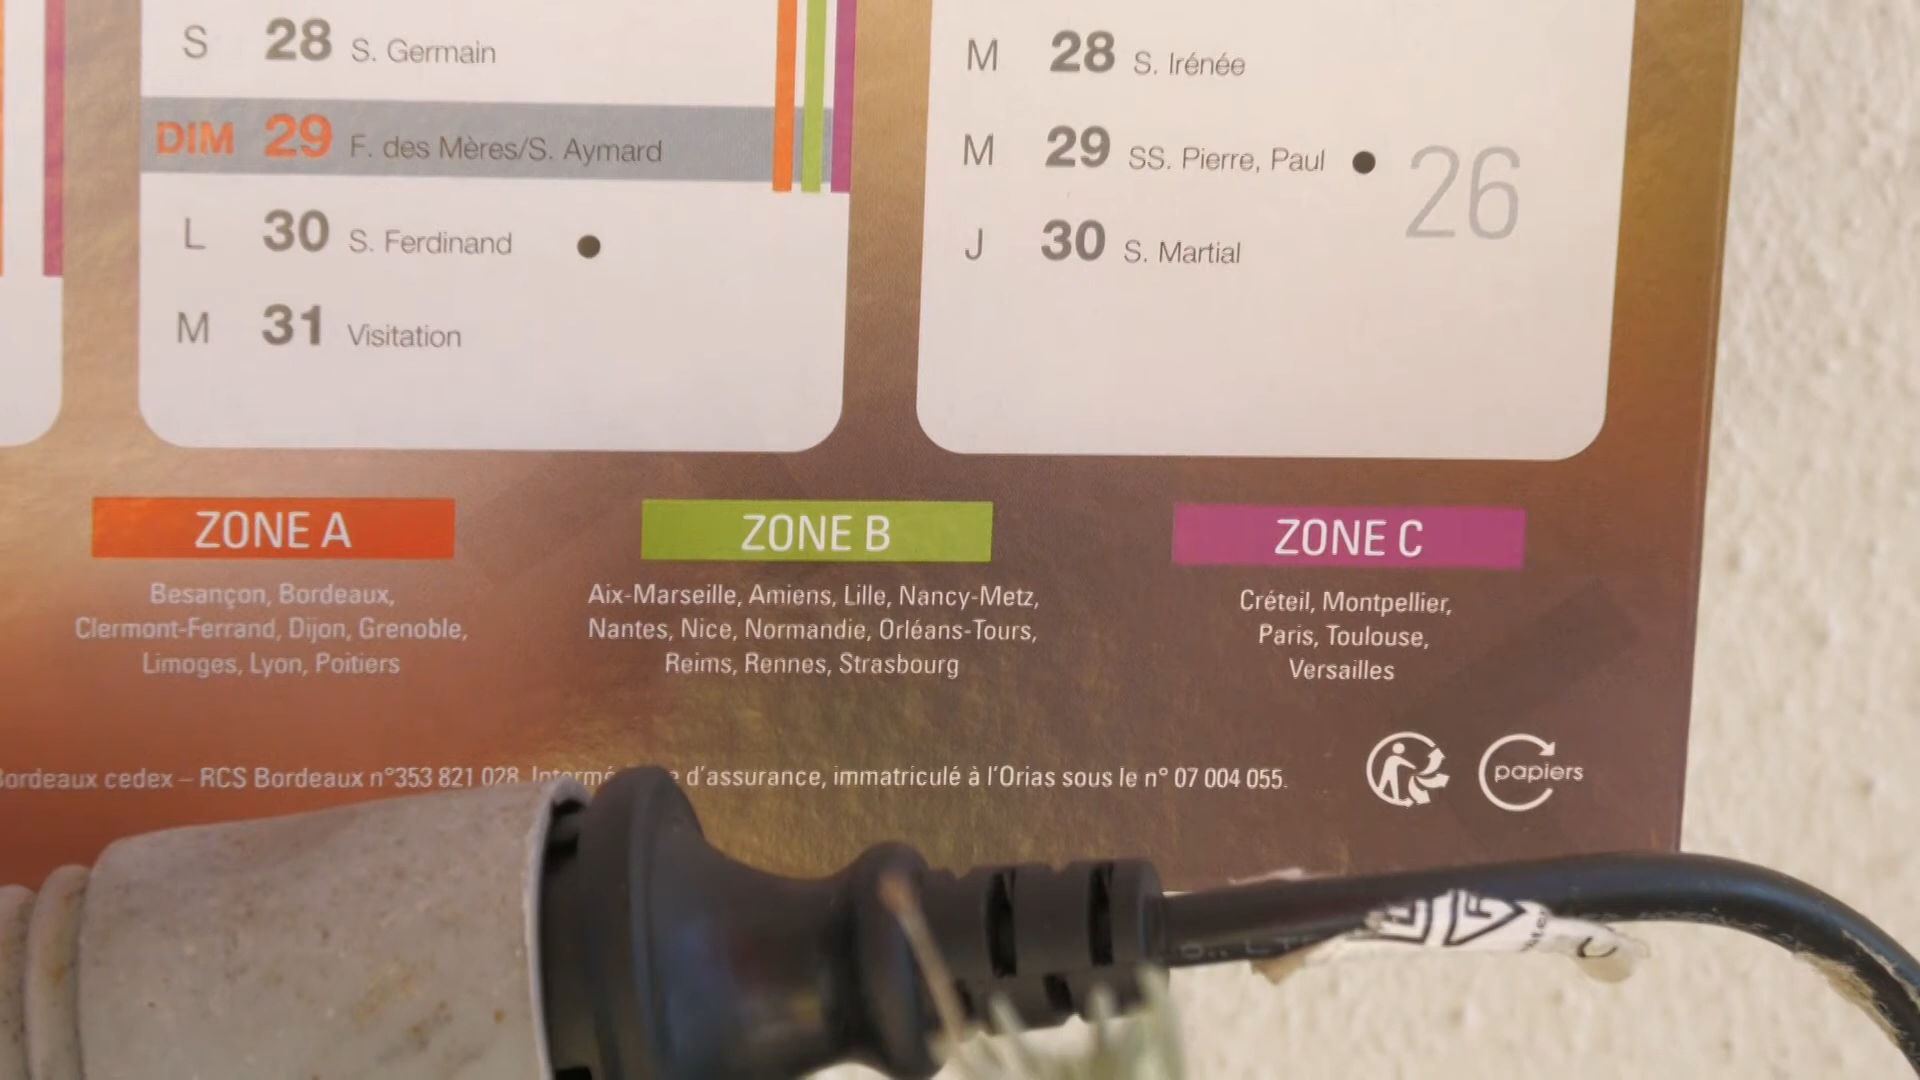 S 28 S. Germain
DIM 29 F. des Mères/S. Aymard
L 30 S. Ferdinand
M 31 Visitation
M 28 S. Irénée
M 29 SS. Pierre, Paul 26
J 30 S. Martial
ZONE A
Besançon, Bordeaux,
Clermont-Ferrand, Dijon, Grenoble,
Limoges, Lyon, Poitiers
ZONE B
Aix-Marseille, Amiens, Lille, Nancy-Metz,
Nantes, Nice, Normandie, Orléans-Tours,
Reims, Rennes, Strasbourg
ZONE C
Créteil, Montpellier,
Paris, Toulouse,
Versailles
Bordeaux cedex – RCS Bordeaux n°353 821 028. d'assurance, immatriculé à l'Orias sous le n° 07 004 055.
papiers